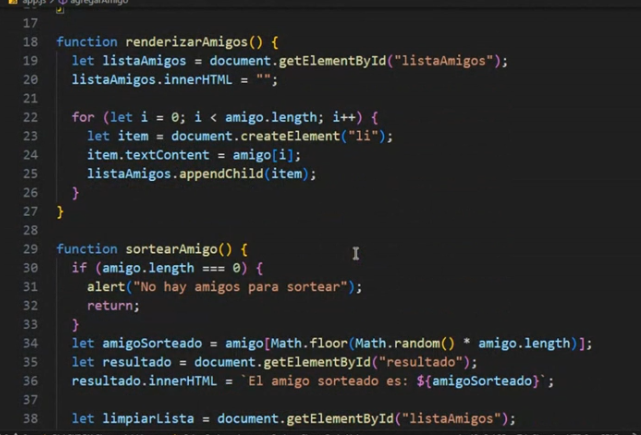 app.js > agregarAmigo
17
18 function renderizarAmigos() {
19 let listaAmigos = document.getElementById("listaAmigos");
20 listaAmigos.innerHTML = "";
21
22 for (let i = 0; i < amigo.length; i++) {
23 let item = document.createElement("li");
24 item.textContent = amigo[i];
25 listaAmigos.appendChild(item);
26 }
27 }
28
29 function sortearAmigo() {
30 if (amigo.length === 0) {
31 alert("No hay amigos para sortear");
32 return;
33 }
34 let amigoSorteado = amigo[Math.floor(Math.random() * amigo.length)];
35 let resultado = document.getElementById("resultado");
36 resultado.innerHTML = `El amigo sorteado es: ${amigoSorteado}`;
37
38 let limpiarLista = document.getElementById("listaAmigos");